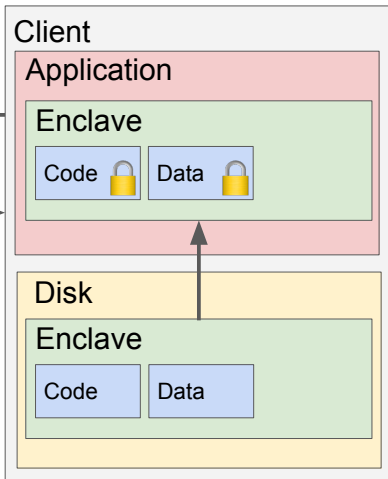 Client
Application
Enclave
Code
Data
Disk
Enclave
Code
Data